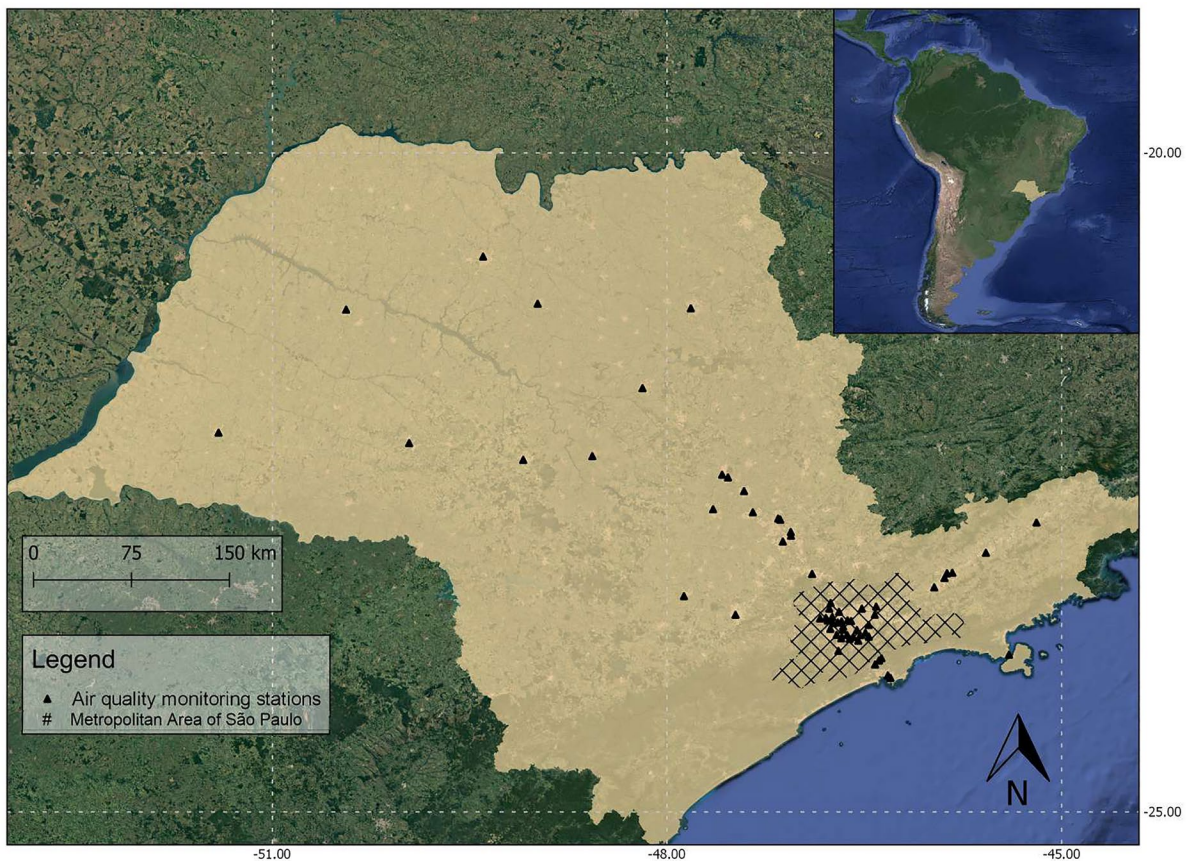 -20.00
0 75 150 km
Legend
Air quality monitoring stations
# Metropolitan Area of São Paulo
N
-25.00
-51.00 -48.00 -45.00